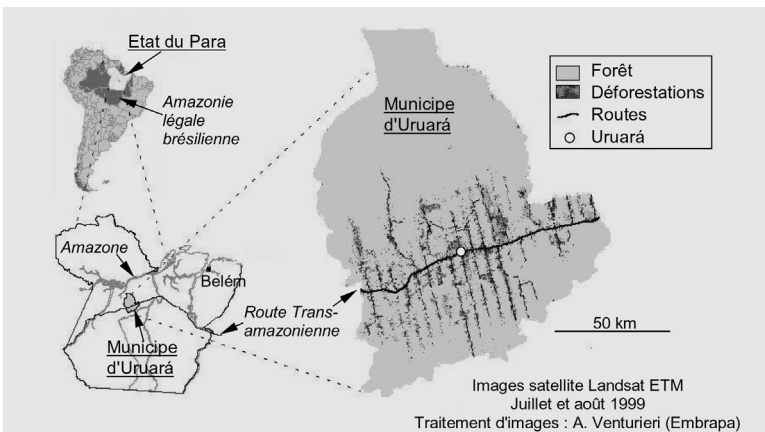 Etat du Para
Amazonie
légale
brésilienne
Amazone
Belém
Route Trans-
amazonienne
Municipe
d'Uruará
Municipe
d'Uruará
Forêt
Déforestations
Routes
Uruará
50 km
Images satellite Landsat ETM
Juillet et août 1999
Traitement d'images : A. Venturieri (Embrapa)